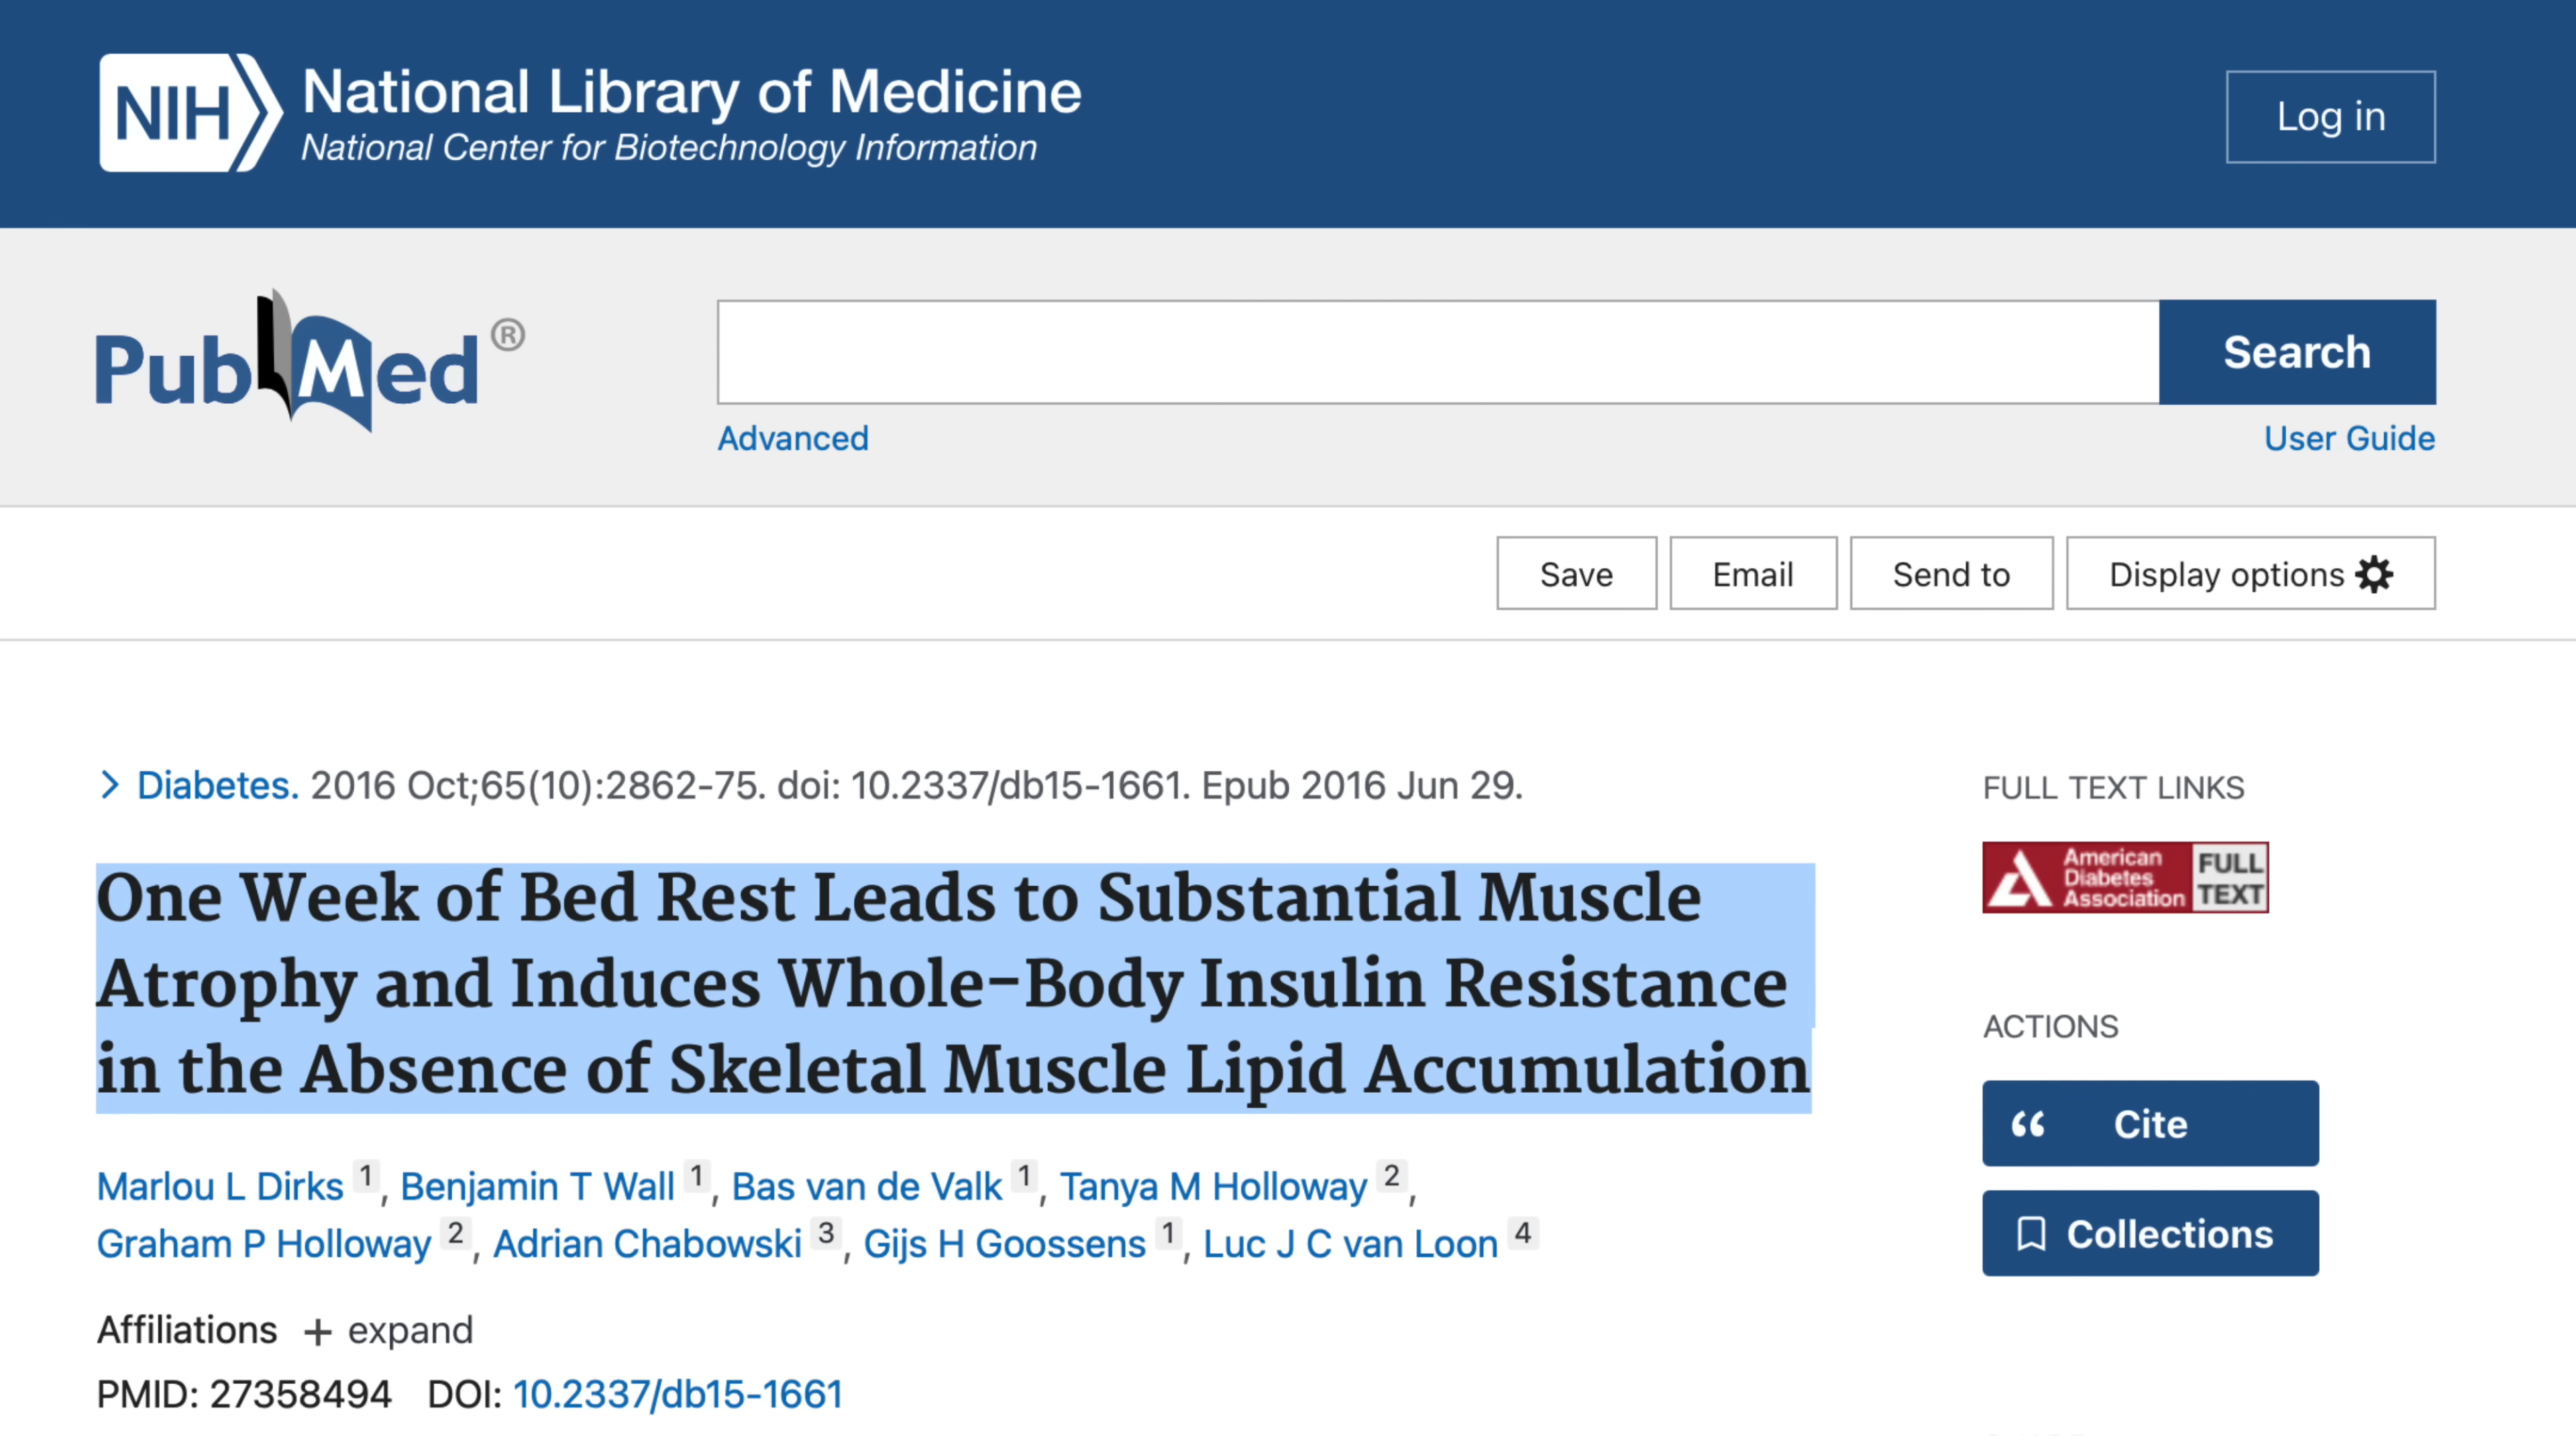 NIH National Library of Medicine
National Center for Biotechnology Information
Log in
PubMed®
Search
Advanced
User Guide
Save
Email
Send to
Display options
Diabetes. 2016 Oct;65(10):2862-75. doi: 10.2337/db15-1661. Epub 2016 Jun 29.
One Week of Bed Rest Leads to Substantial Muscle
Atrophy and Induces Whole-Body Insulin Resistance
in the Absence of Skeletal Muscle Lipid Accumulation
Marlou L Dirks 1, Benjamin T Wall 1, Bas van de Valk 1, Tanya M Holloway 2,
Graham P Holloway 2, Adrian Chabowski 3, Gijs H Goossens 1, Luc J C van Loon 4
Affiliations + expand
PMID: 27358494 DOI: 10.2337/db15-1661
FULL TEXT LINKS
American
Diabetes
Association
FULL
TEXT
ACTIONS
Cite
Collections